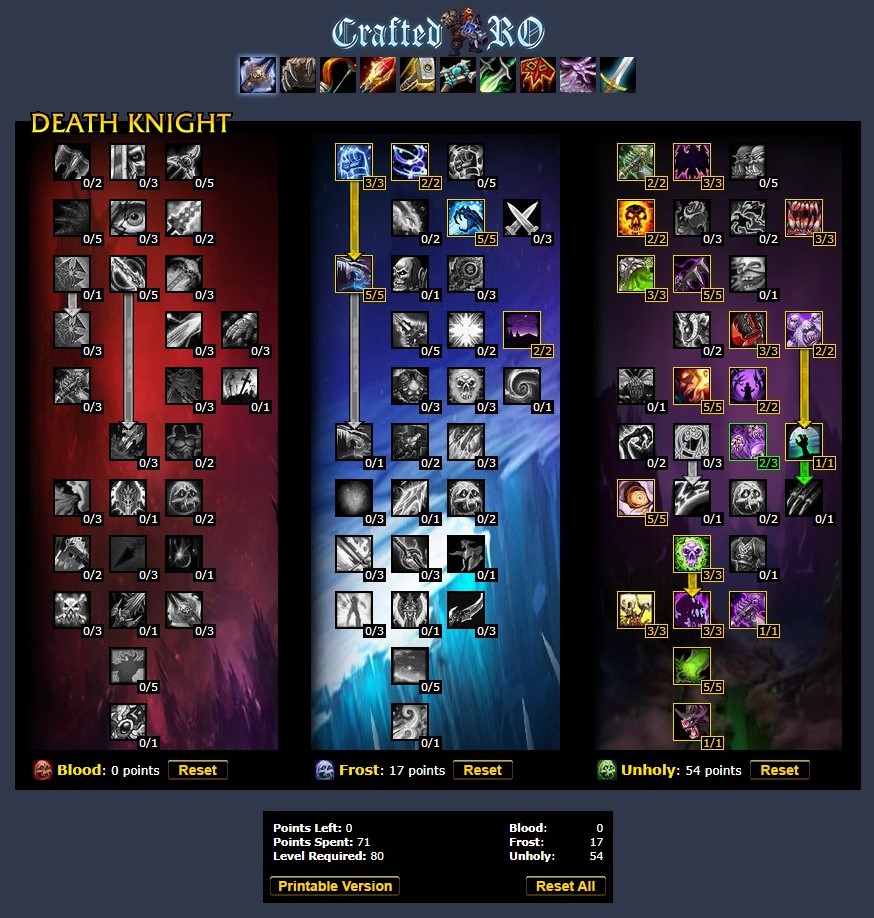 Crafted RO
DEATH KNIGHT
0/2 0/3 0/5 3/3 2/2 0/5 2/2 3/3 0/5
0/5 0/3 0/2 0/2 5/5 0/3 2/2 0/3 0/2 3/3
0/1 0/5 0/3 5/5 0/1 0/3 3/3 5/5 0/1
0/3 0/3 0/3 0/5 0/2 2/2 0/2 3/3 2/2
0/3 0/3 0/1 0/3 0/3 0/1 0/1 5/5 2/2
0/3 0/2 0/1 0/2 0/3 0/2 0/3 2/3 1/1
0/3 0/1 0/2 0/3 0/1 0/2 5/5 0/1 0/2 0/1
0/2 0/3 0/1 0/3 0/3 0/1 3/3 0/1
0/3 0/1 0/3 0/3 0/1 0/3 3/3 3/3 1/1
0/5 0/5 5/5
0/1 0/1 1/1
Blood: 0 points Reset Frost: 17 points Reset Unholy: 54 points Reset
Points Left: 0 Blood: 0
Points Spent: 71 Frost: 17
Level Required: 80 Unholy: 54
Printable Version Reset All